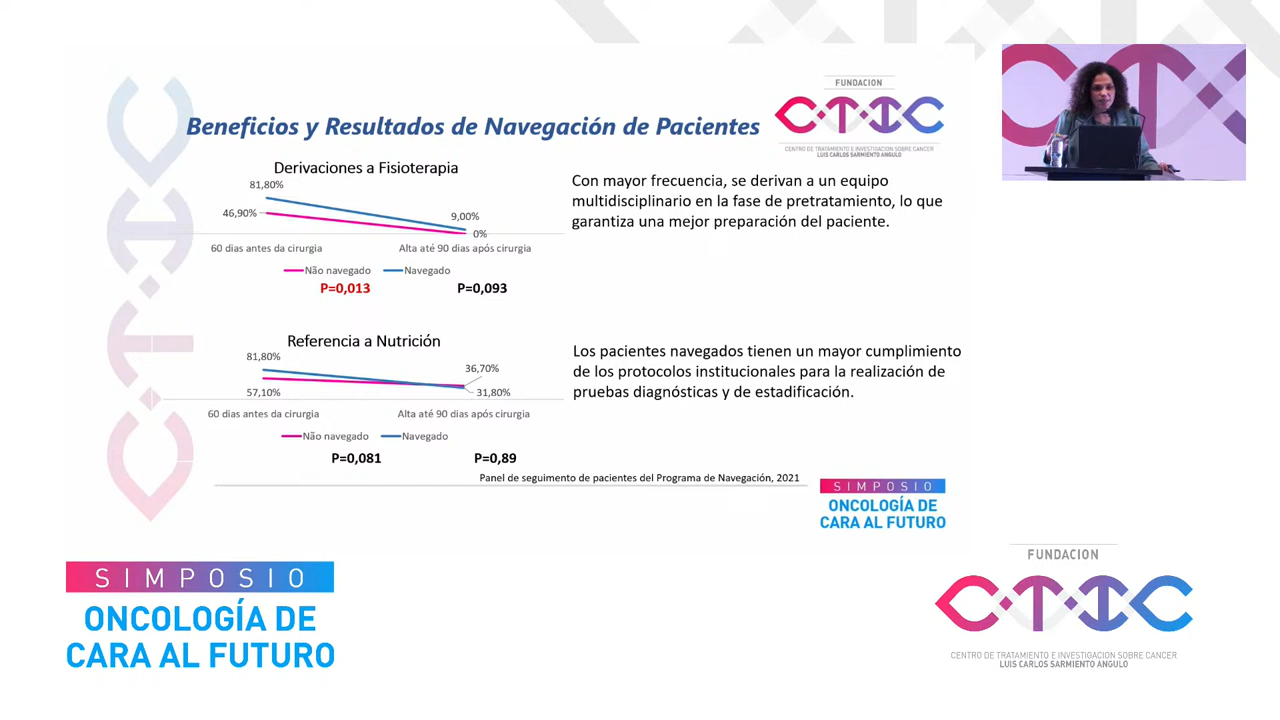 Beneficios y Resultados de Navegación de Pacientes
FUNDACION
CTIC
CENTRO DE TRATAMIENTO E INVESTIGACION SOBRE CANCER
LUIS CARLOS SARMIENTO ANGULO
Derivaciones a Fisioterapia
81,80%
46,90%
9,00%
0%
60 dias antes da cirurgia
Alta até 90 dias após cirurgia
Não navegado
Navegado
P=0,013
P=0,093
Con mayor frecuencia, se derivan a un equipo
multidisciplinario en la fase de pretratamiento, lo que
garantiza una mejor preparación del paciente.
Referencia a Nutrición
81,80%
57,10%
36,70%
31,80%
60 dias antes da cirurgia
Alta até 90 dias após cirurgia
Não navegado
Navegado
P=0,081
P=0,89
Los pacientes navegados tienen un mayor cumplimiento
de los protocolos institucionales para la realización de
pruebas diagnósticas y de estadificación.
Panel de seguimento de pacientes del Programa de Navegación, 2021
SIMPOSIO
ONCOLOGÍA DE
CARA AL FUTURO
CTIC
SIMPOSIO
ONCOLOGÍA DE
CARA AL FUTURO
FUNDACION
CTIC
CENTRO DE TRATAMIENTO E INVESTIGACION SOBRE CANCER
LUIS CARLOS SARMIENTO ANGULO